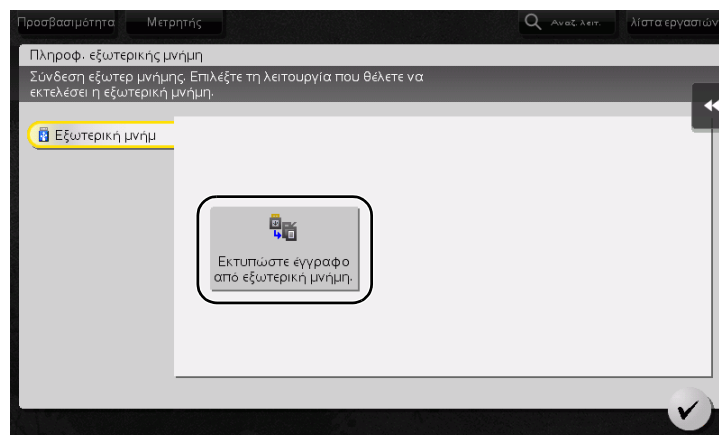 Προσβασιμότητα Μετρητής Αναζ. λειτ. λίστα εργασιών
Πληροφ. εξωτερικής μνήμη
Σύνδεση εξωτερ μνήμης. Επιλέξτε τη λειτουργία που θέλετε να
εκτελέσει η εξωτερική μνήμη.
Εξωτερική μνήμ
Εκτυπώστε έγγραφο
από εξωτερική μνήμη.